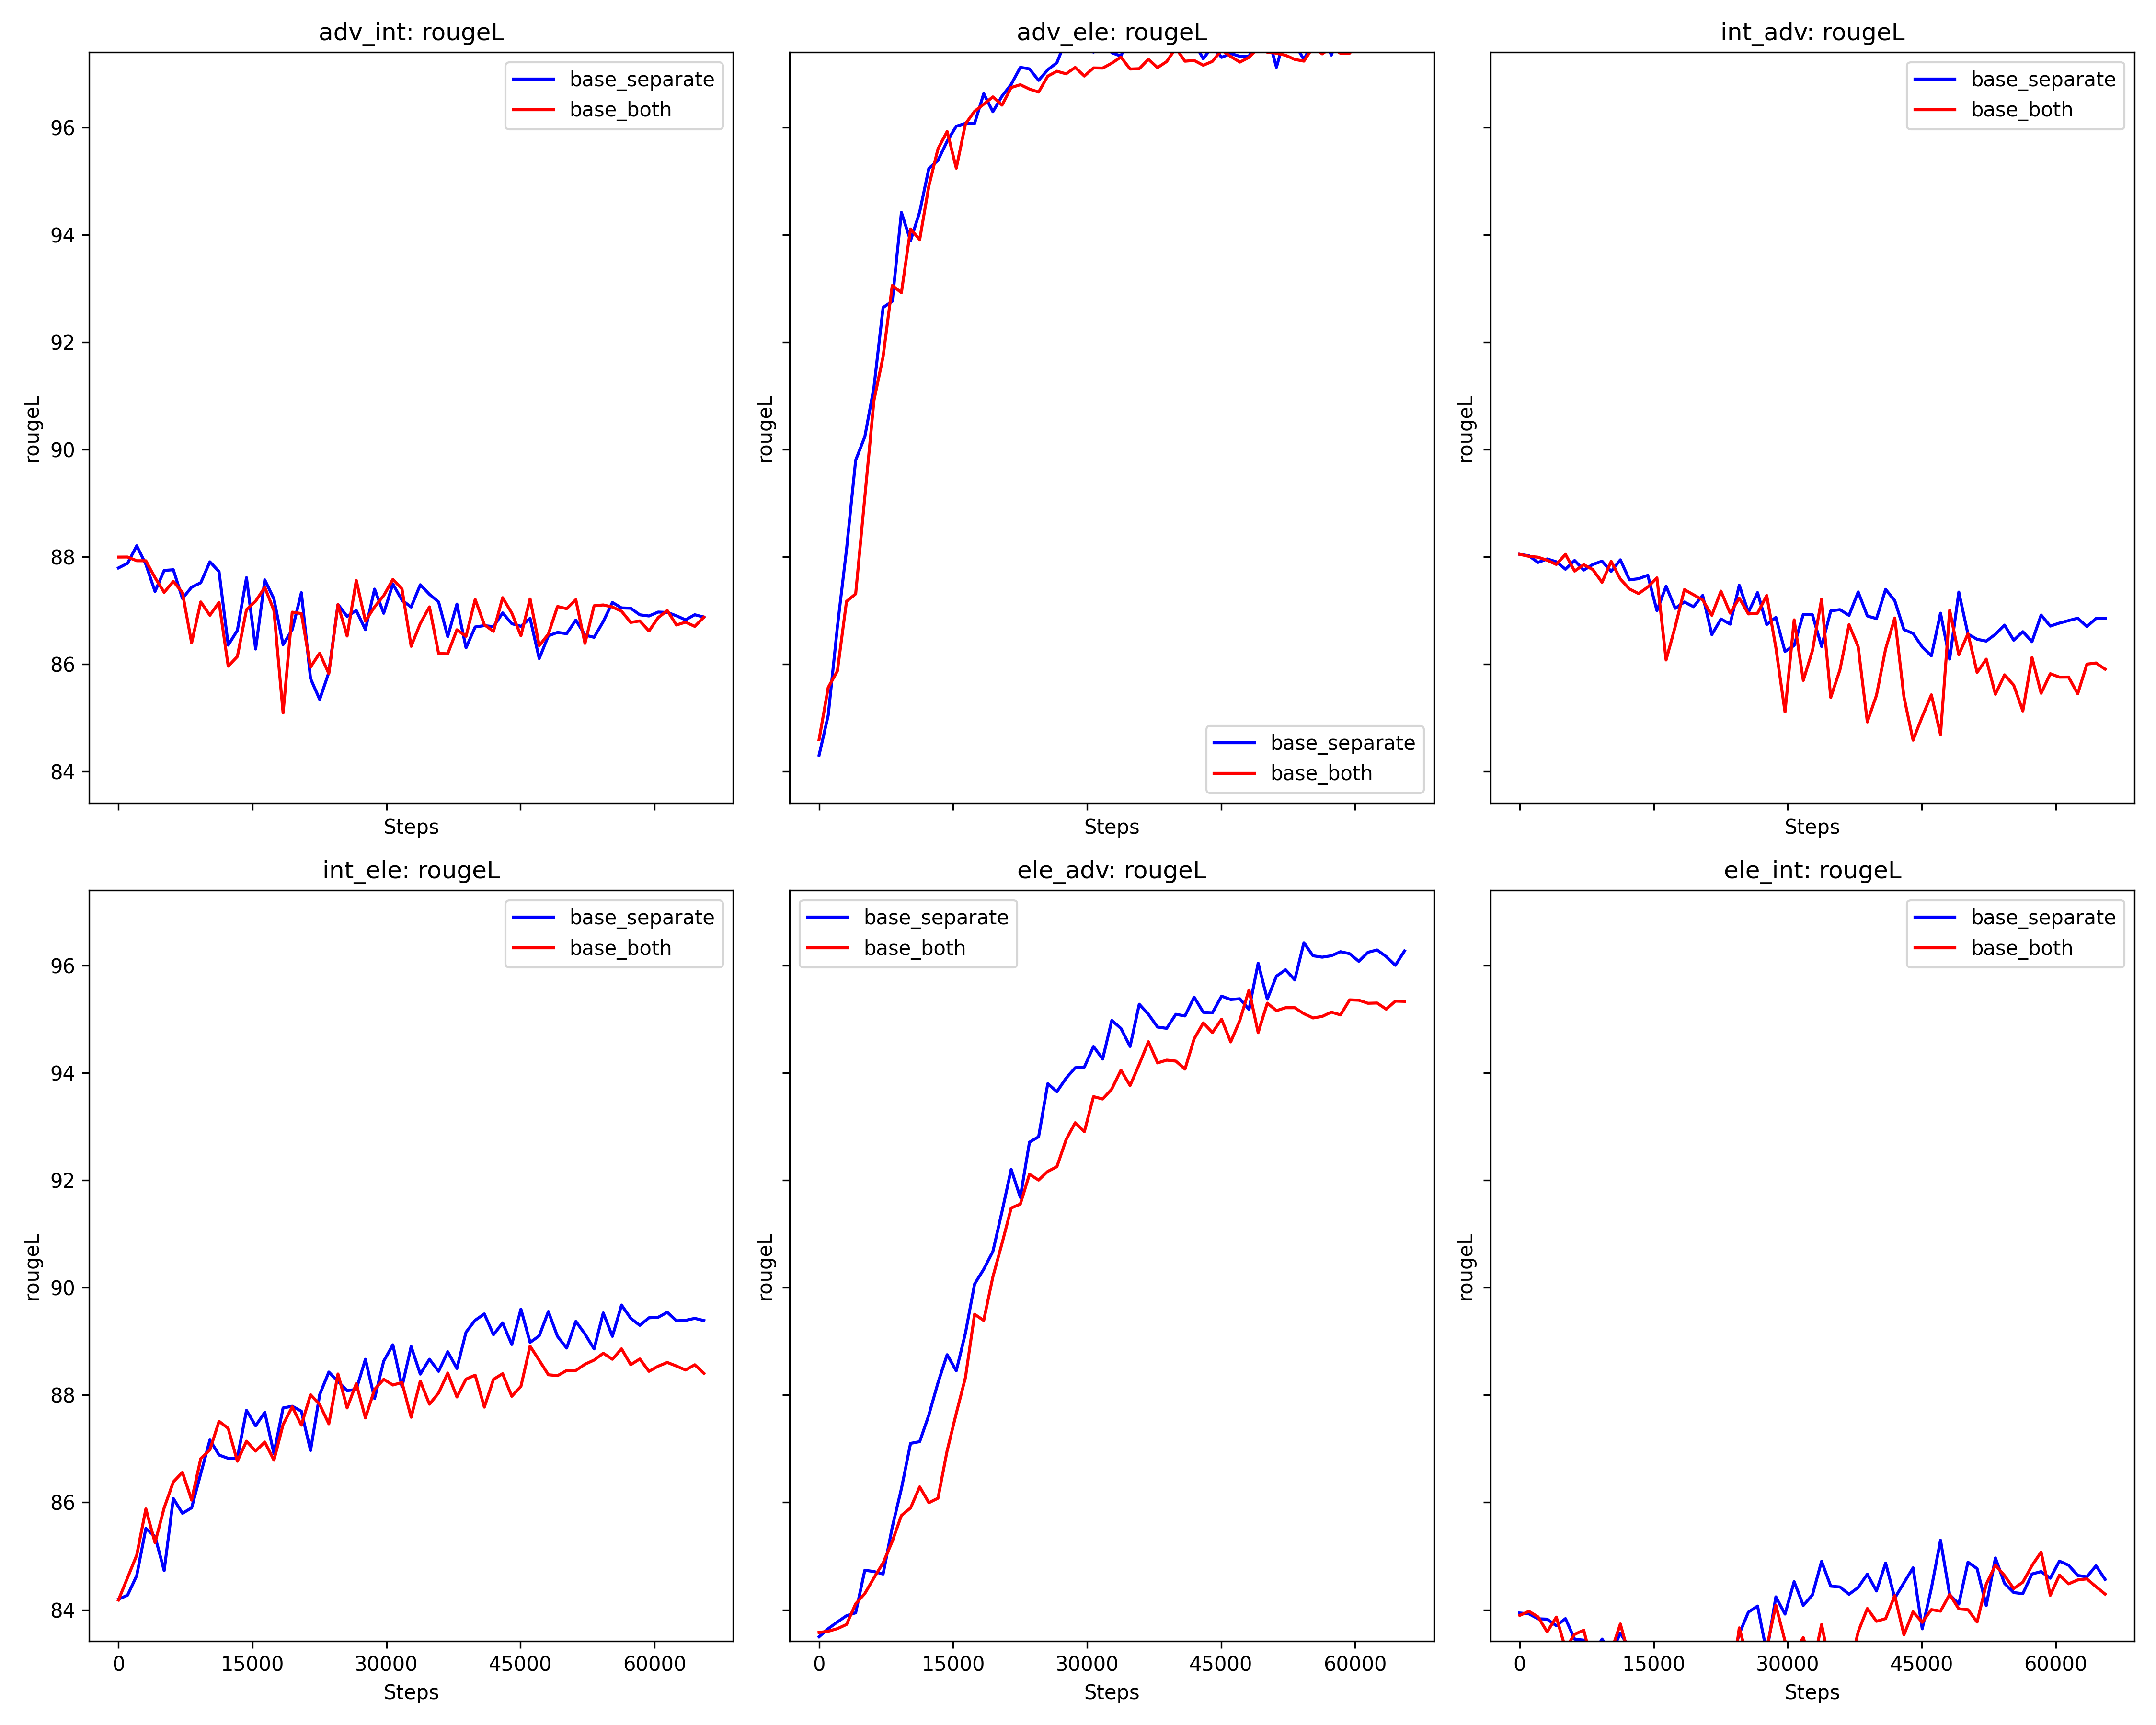 adv_int: rougeL
adv_ele: rougeL
int_adv: rougeL
base_separate
base_both
base_separate
base_both
base_separate
base_both
96
94
92
90
88
86
84
rougeL
rougeL
rougeL
Steps
Steps
Steps
int_ele: rougeL
ele_adv: rougeL
ele_int: rougeL
base_separate
base_both
base_separate
base_both
base_separate
base_both
96
94
92
90
88
86
84
rougeL
rougeL
rougeL
0 15000 30000 45000 60000
0 15000 30000 45000 60000
0 15000 30000 45000 60000
Steps
Steps
Steps